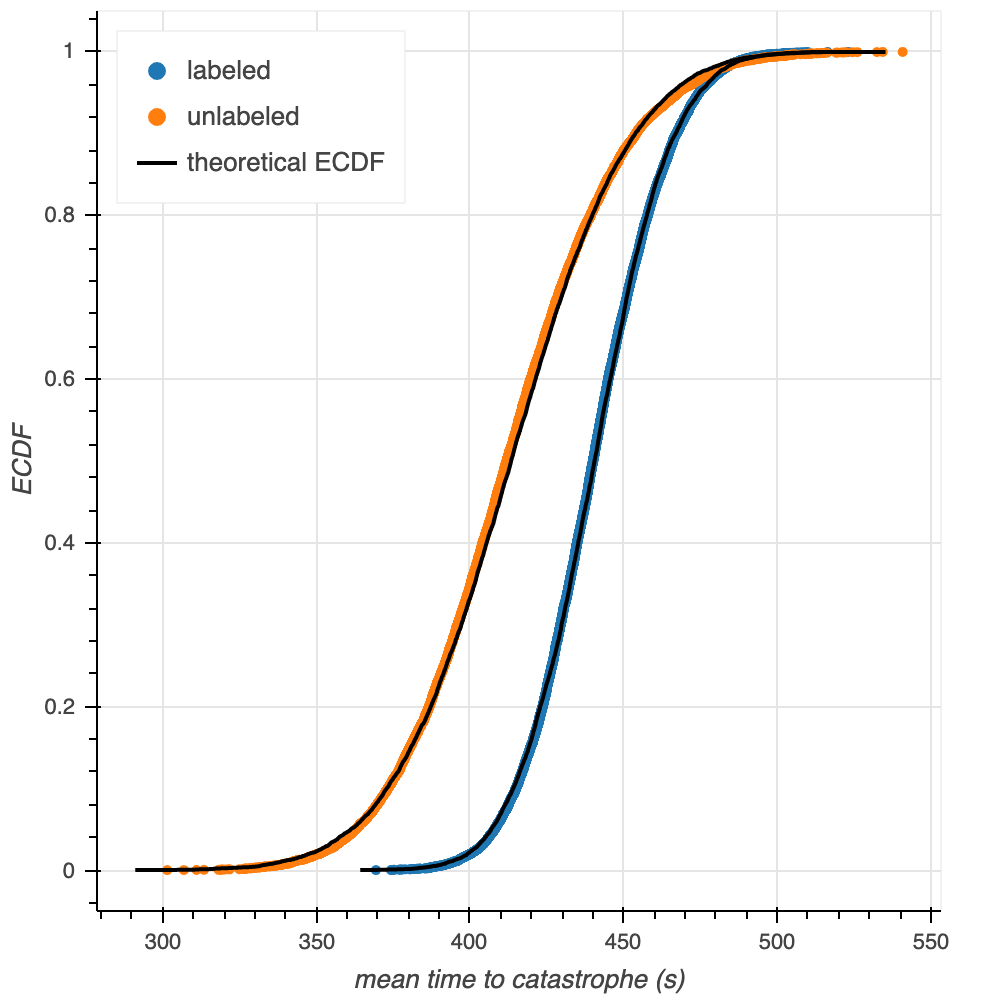 labeled
unlabeled
theoretical ECDF
1
0.8
0.6
0.4
0.2
0
ECDF
300 350 400 450 500 550
mean time to catastrophe (s)